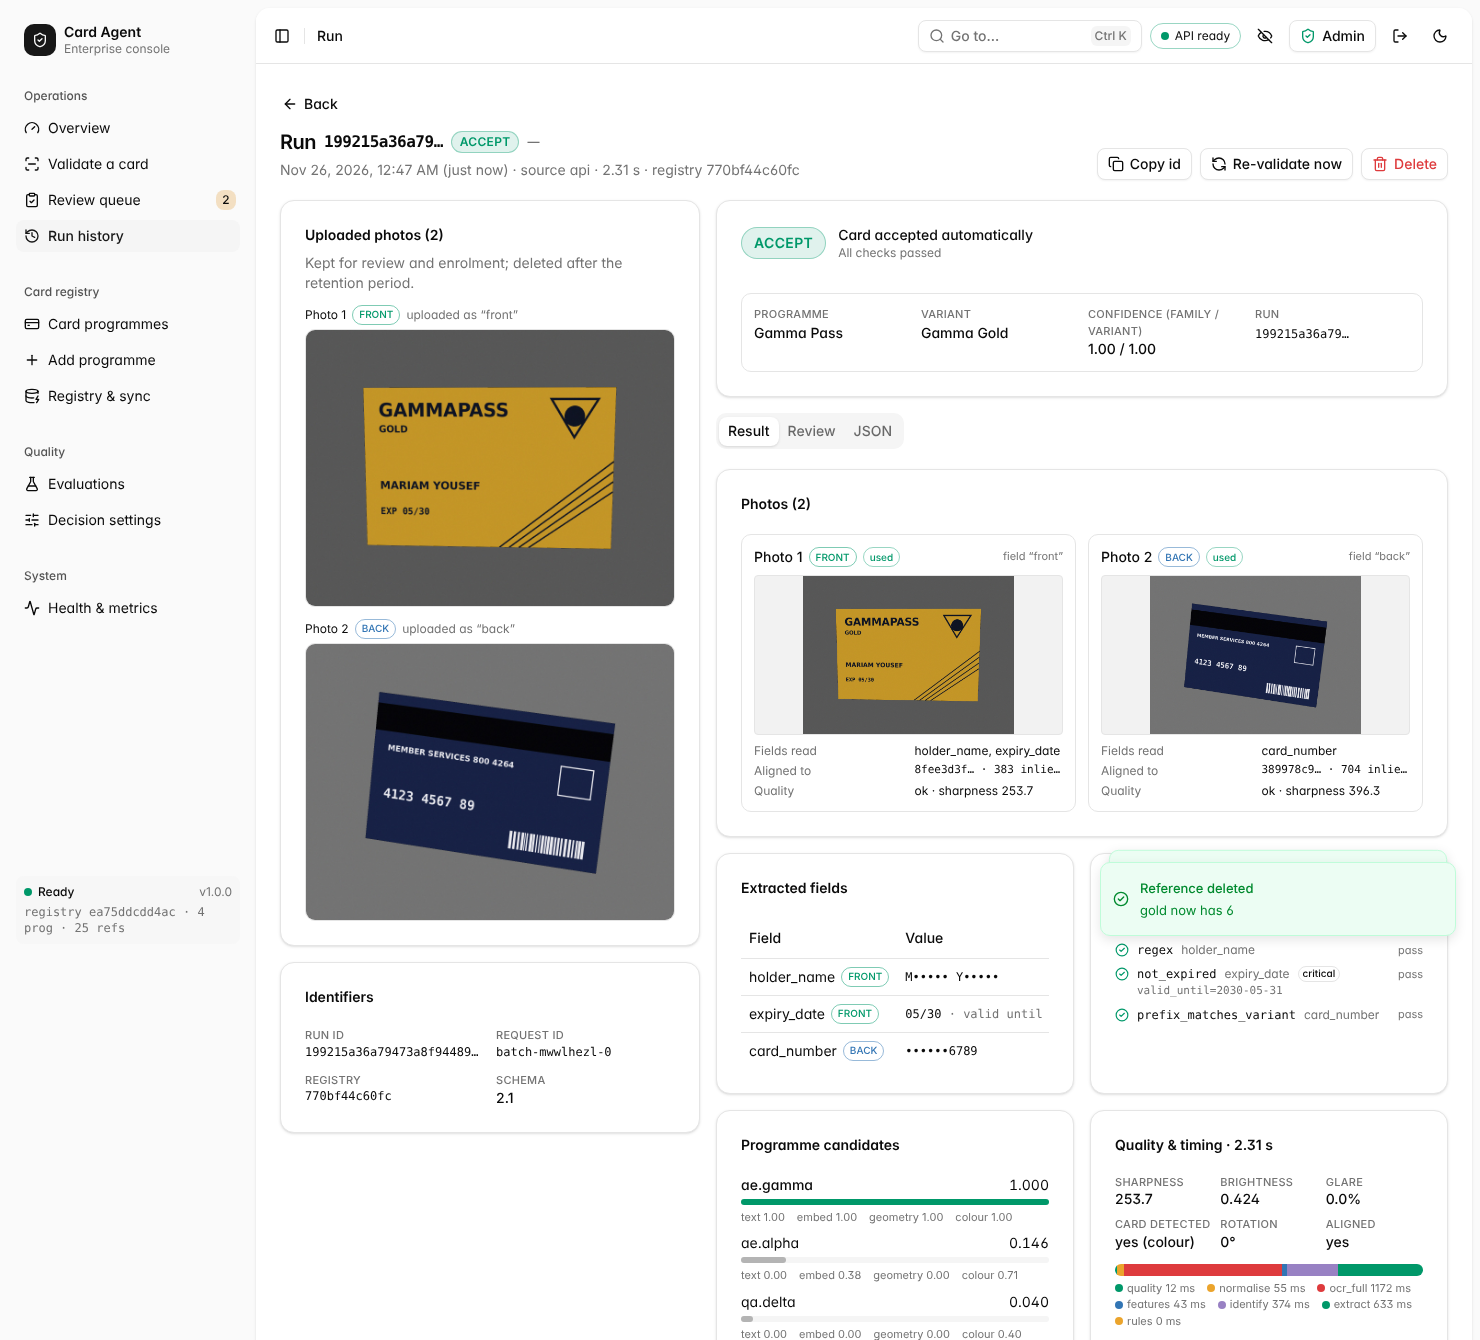 Card Agent
Enterprise console
Operations
Overview
Validate a card
Review queue
2
Run history
Card registry
Card programmes
Add programme
Registry & sync
Quality
Evaluations
Decision settings
System
Health & metrics
Ready
v1.0.0
registry ea75ddcdd4ac · 4
prog · 25 refs
Run
Go to...
Ctrl K
API ready
Admin
Back
Run 199215a36a79… ACCEPT —
Nov 26, 2026, 12:47 AM (just now) · source api · 2.31 s · registry 770bf44c60fc
Copy id
Re-validate now
Delete
Uploaded photos (2)
Kept for review and enrolment; deleted after the
retention period.
Photo 1 FRONT uploaded as “front”
GAMMAPASS
GOLD
MARIAM YOUSEF
EXP 05/30
Photo 2 BACK uploaded as “back”
MEMBER SERVICES 800 4264
4123 4567 89
Identifiers
RUN ID
199215a36a79473a8f94489…
REQUEST ID
batch-mwwlhezl-0
REGISTRY
770bf44c60fc
SCHEMA
2.1
ACCEPT
Card accepted automatically
All checks passed
PROGRAMME
Gamma Pass
VARIANT
Gamma Gold
CONFIDENCE (FAMILY /
VARIANT)
1.00 / 1.00
RUN
199215a36a79…
Result
Review
JSON
Photos (2)
Photo 1 FRONT used field “front”
GAMMAPASS
GOLD
MARIAM YOUSEF
EXP 05/30
Fields read holder_name, expiry_date
Aligned to 8fee3d3f… · 383 inlie…
Quality ok · sharpness 253.7
Photo 2 BACK used field “back”
MEMBER SERVICES 800 4264
4123 4567 89
Fields read card_number
Aligned to 389978c9… · 704 inlie…
Quality ok · sharpness 396.3
Extracted fields
Field Value
holder_name FRONT M••••• Y•••••
expiry_date FRONT 05/30 · valid until
card_number BACK ••••••6789
Reference deleted
gold now has 6
regex holder_name pass
not_expired expiry_date critical pass
valid_until=2030-05-31
prefix_matches_variant card_number pass
Programme candidates
ae.gamma 1.000
text 1.00 embed 1.00 geometry 1.00 colour 1.00
ae.alpha 0.146
text 0.00 embed 0.38 geometry 0.00 colour 0.71
qa.delta 0.040
text 0.00 embed 0.00 geometry 0.00 colour 0.40
Quality & timing · 2.31 s
SHARPNESS
253.7
BRIGHTNESS
0.424
GLARE
0.0%
CARD DETECTED
yes (colour)
ROTATION
0°
ALIGNED
yes
quality 12 ms normalise 55 ms ocr_full 1172 ms
features 43 ms identify 374 ms extract 633 ms
rules 0 ms